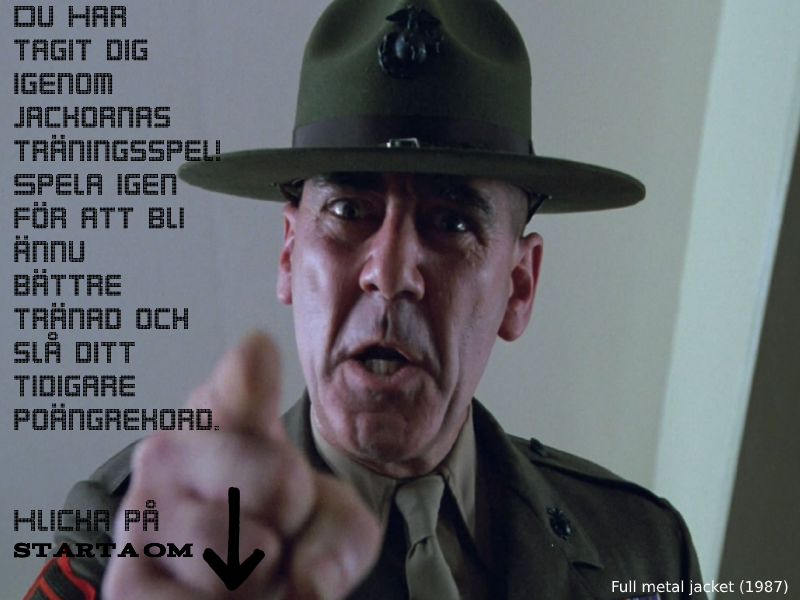 DU HAR
TAGIT DIG
IGENOM
JACKORNAS
TRÄNINGSSPEL!
SPELA IGEN
FÖR ATT BLI
ÄNNU
BÄTTRE
TRÄNAD OCH
SLÅ DITT
TIDIGARE
POÄNGREKORD.
KLICKA PÅ
STARTA OM
Full metal jacket (1987)